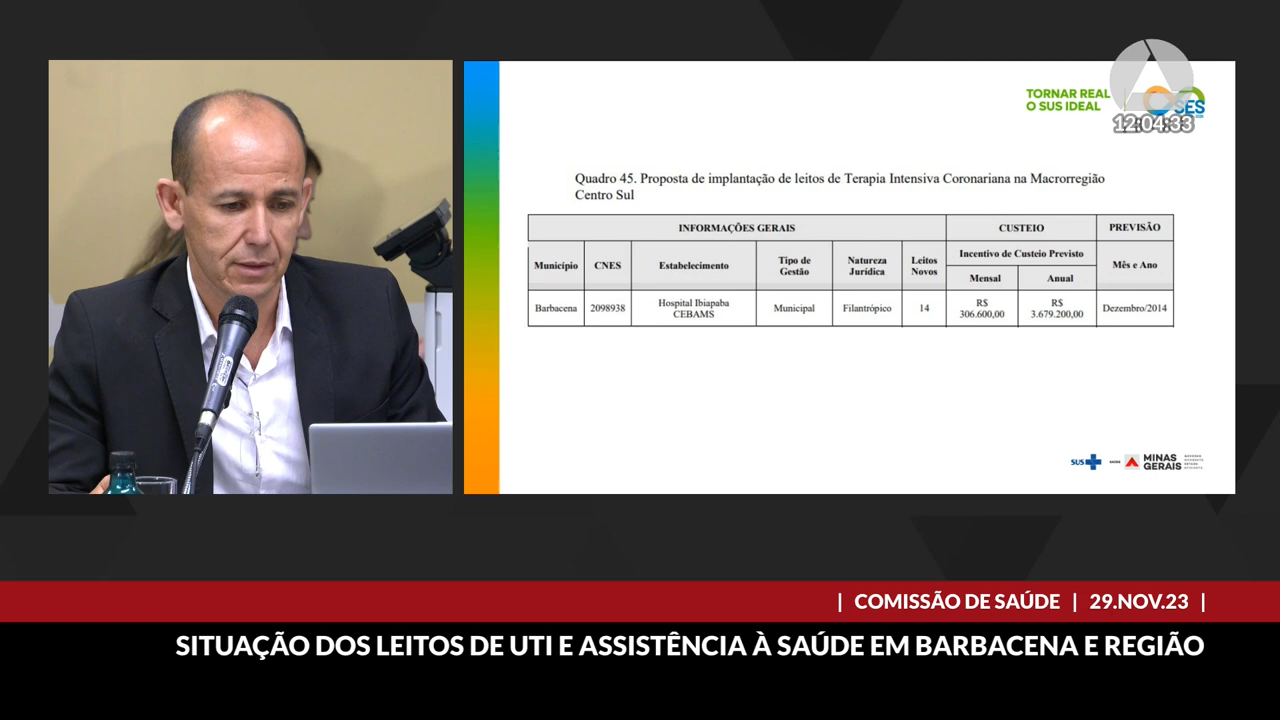 TORNAR REAL
O SUS IDEAL
SES
12:04:33
Quadro 45. Proposta de implantação de leitos de Terapia Intensiva Coronariana na Macrorregião
Centro Sul
INFORMAÇÕES GERAIS
CUSTEIO
PREVISÃO
Município
CNES
Estabelecimento
Tipo de
Gestão
Natureza
Jurídica
Leitos
Novos
Incentivo de Custeio Previsto
Mensal
Anual
Mês e Ano
Barbacena
2098938
Hospital Ibiapaba
CEBAMS
Municipal
Filantrópico
14
R$
306.600,00
R$
3.679.200,00
Dezembro/2014
SUS
SAÚDE
MINAS
GERAIS
| COMISSÃO DE SAÚDE | 29.NOV.23 |
SITUAÇÃO DOS LEITOS DE UTI E ASSISTÊNCIA À SAÚDE EM BARBACENA E REGIÃO